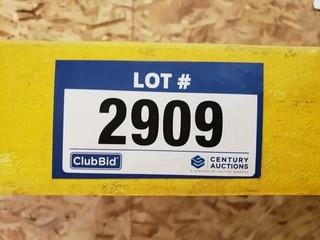 LOT #
2909
ClubBid
CENTURY
AUCTIONS